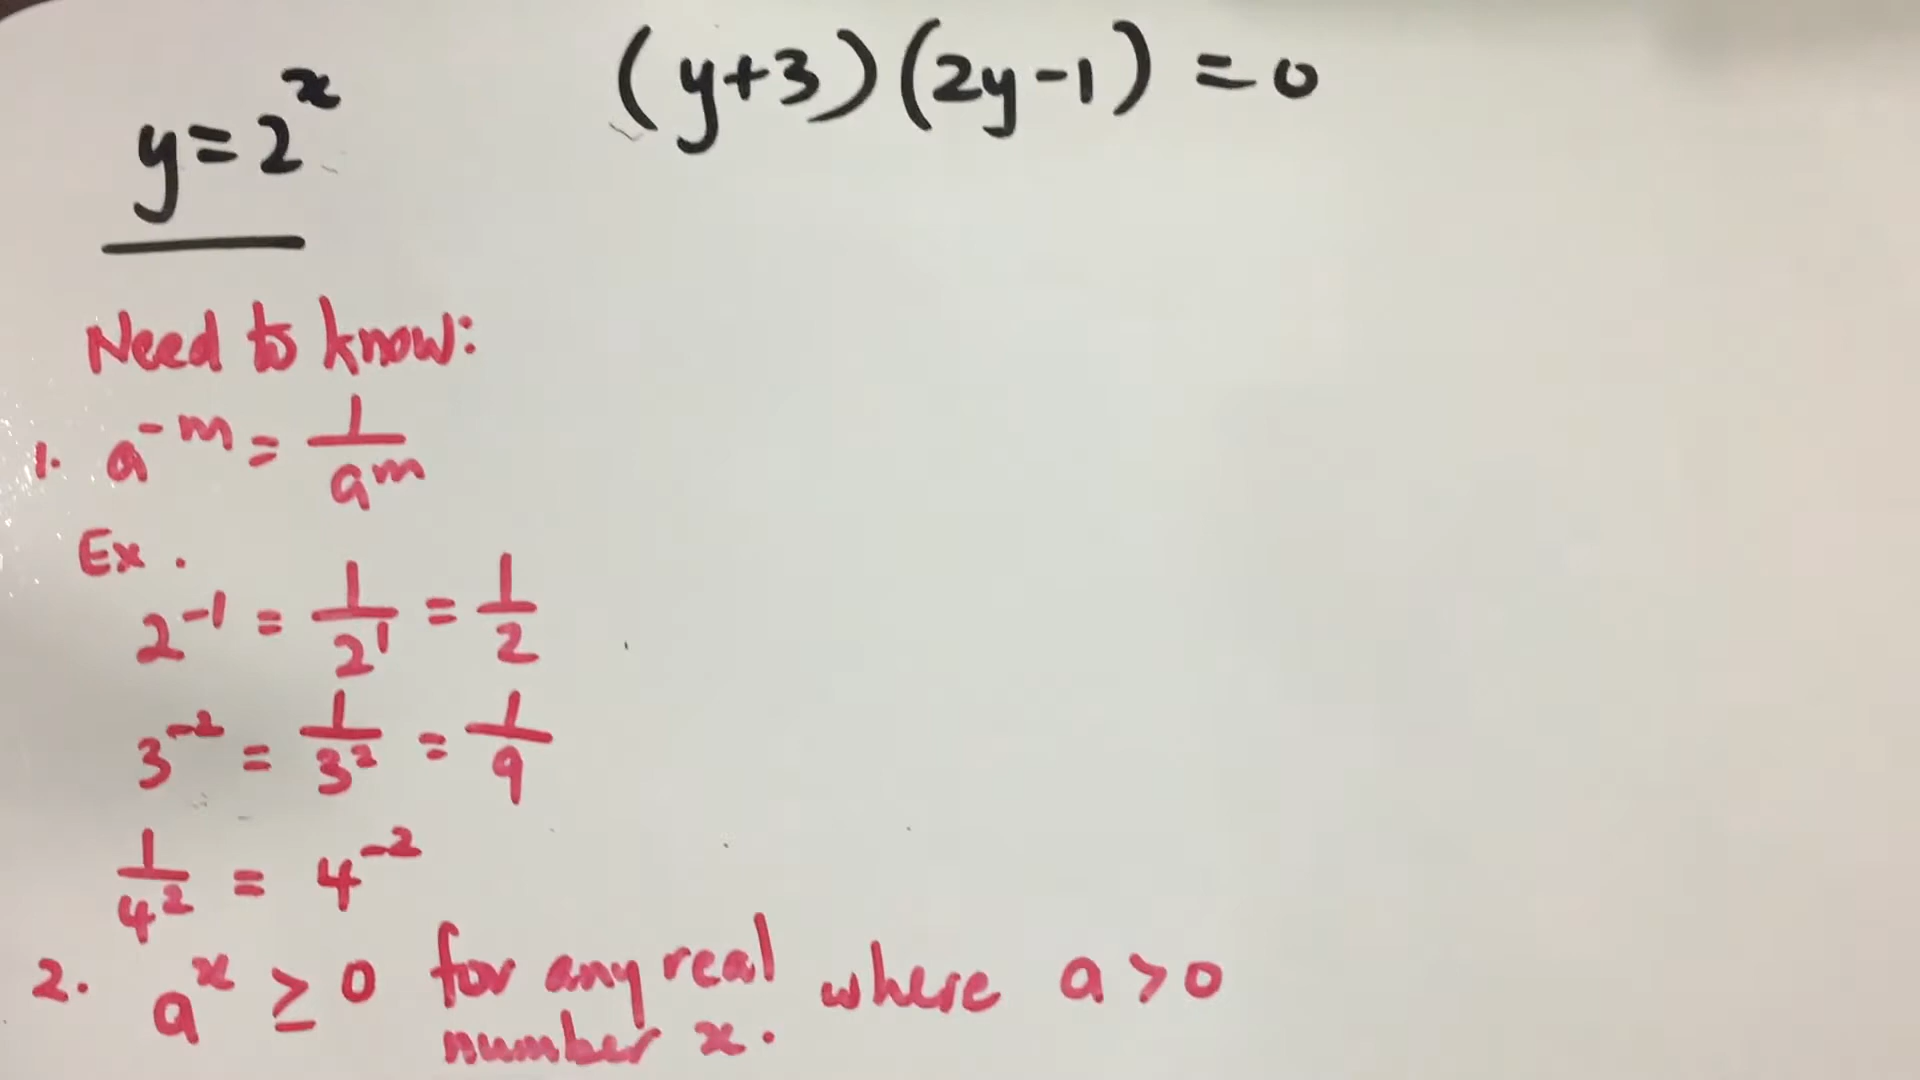 y=2^x
(y+3)(2y-1)=0
Need to know:
1. a^-m = 1/a^m
Ex.
2^-1 = 1/2^1 = 1/2
3^-2 = 1/3^2 = 1/9
1/4^2 = 4^-2
2. a^x ≥ 0 for any real where a > 0
number x.